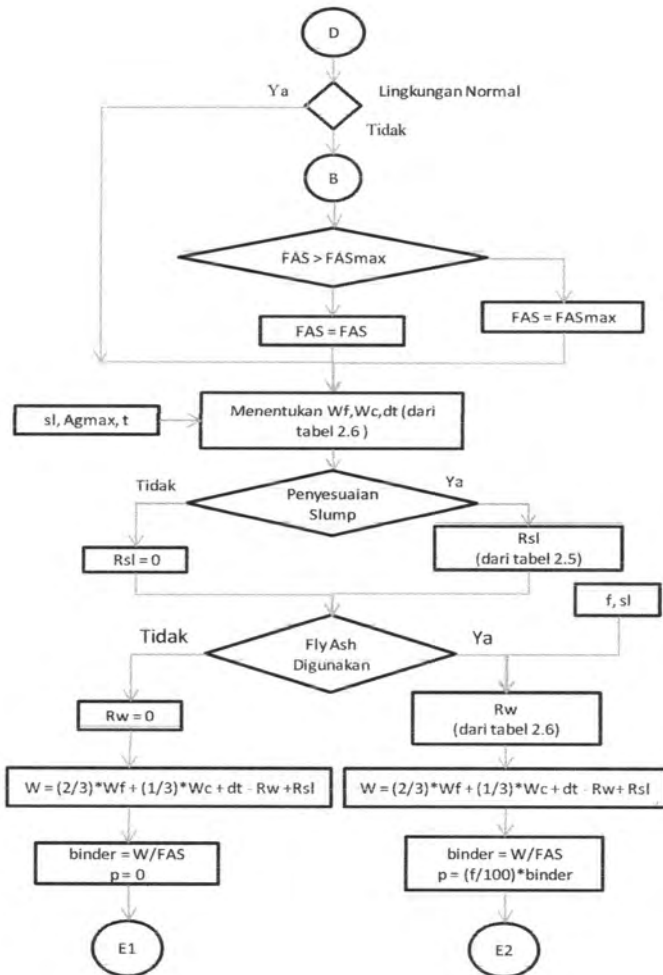 D
Ya
Lingkungan Normal
Tidak
B
FAS > FASmax
FAS = FAS
FAS = FASmax
sl, Agmax, t
Menentukan Wf,Wc,dt (dari
tabel 2.6 )
Tidak
Penyesuaian
Slump
Ya
Rsl = 0
Rsl
(dari tabel 2.5)
f, sl
Tidak
Fly Ash
Digunakan
Ya
Rw = 0
Rw
(dari tabel 2.6)
W = (2/3)*Wf + (1/3)*Wc + dt - Rw +Rsl
W = (2/3)*Wf + (1/3)*Wc + dt - Rw+ Rsl
binder = W/FAS
p = 0
binder = W/FAS
p = (f/100)*binder
E1
E2